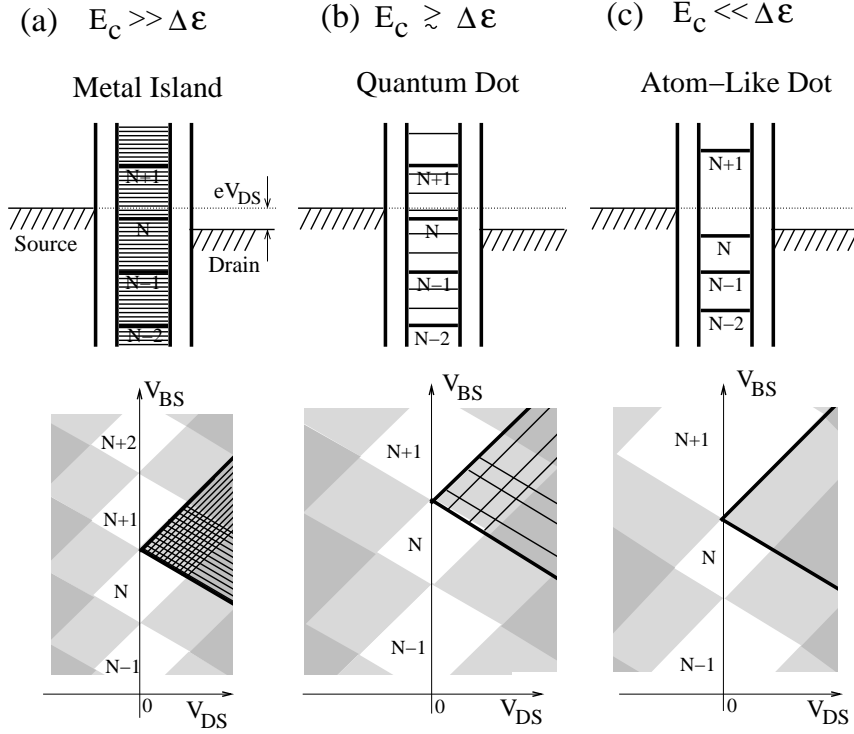 (a) E_c >> Δε
(b) E_c ≳ Δε
(c) E_c << Δε
Metal Island
Quantum Dot
Atom−Like Dot
N+1
eV_DS
N
Source
Drain
N−1
N−2
N+1
N
N−1
N−2
N+1
N
N−1
N−2
V_BS
N+2
N+1
N
N−1
0
V_DS
V_BS
N+1
N
N−1
0
V_DS
V_BS
N+1
N
N−1
0
V_DS